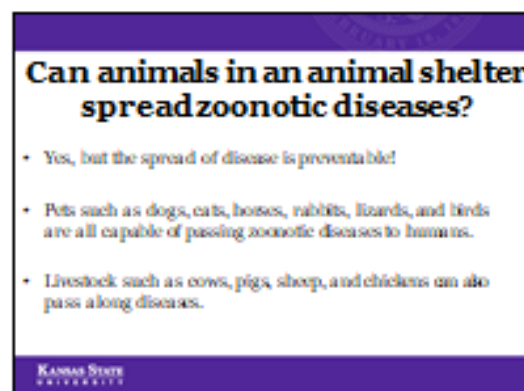 Can animals in an animal shelter
spread zoonotic diseases?
• Yes, but the spread of disease is preventable!
• Pets such as dogs, cats, horses, rabbits, lizards, and birds
are all capable of passing zoonotic diseases to humans.
• Livestock such as cows, pigs, sheep, and chickens can also
pass along diseases.
KANSAS STATE
UNIVERSITY